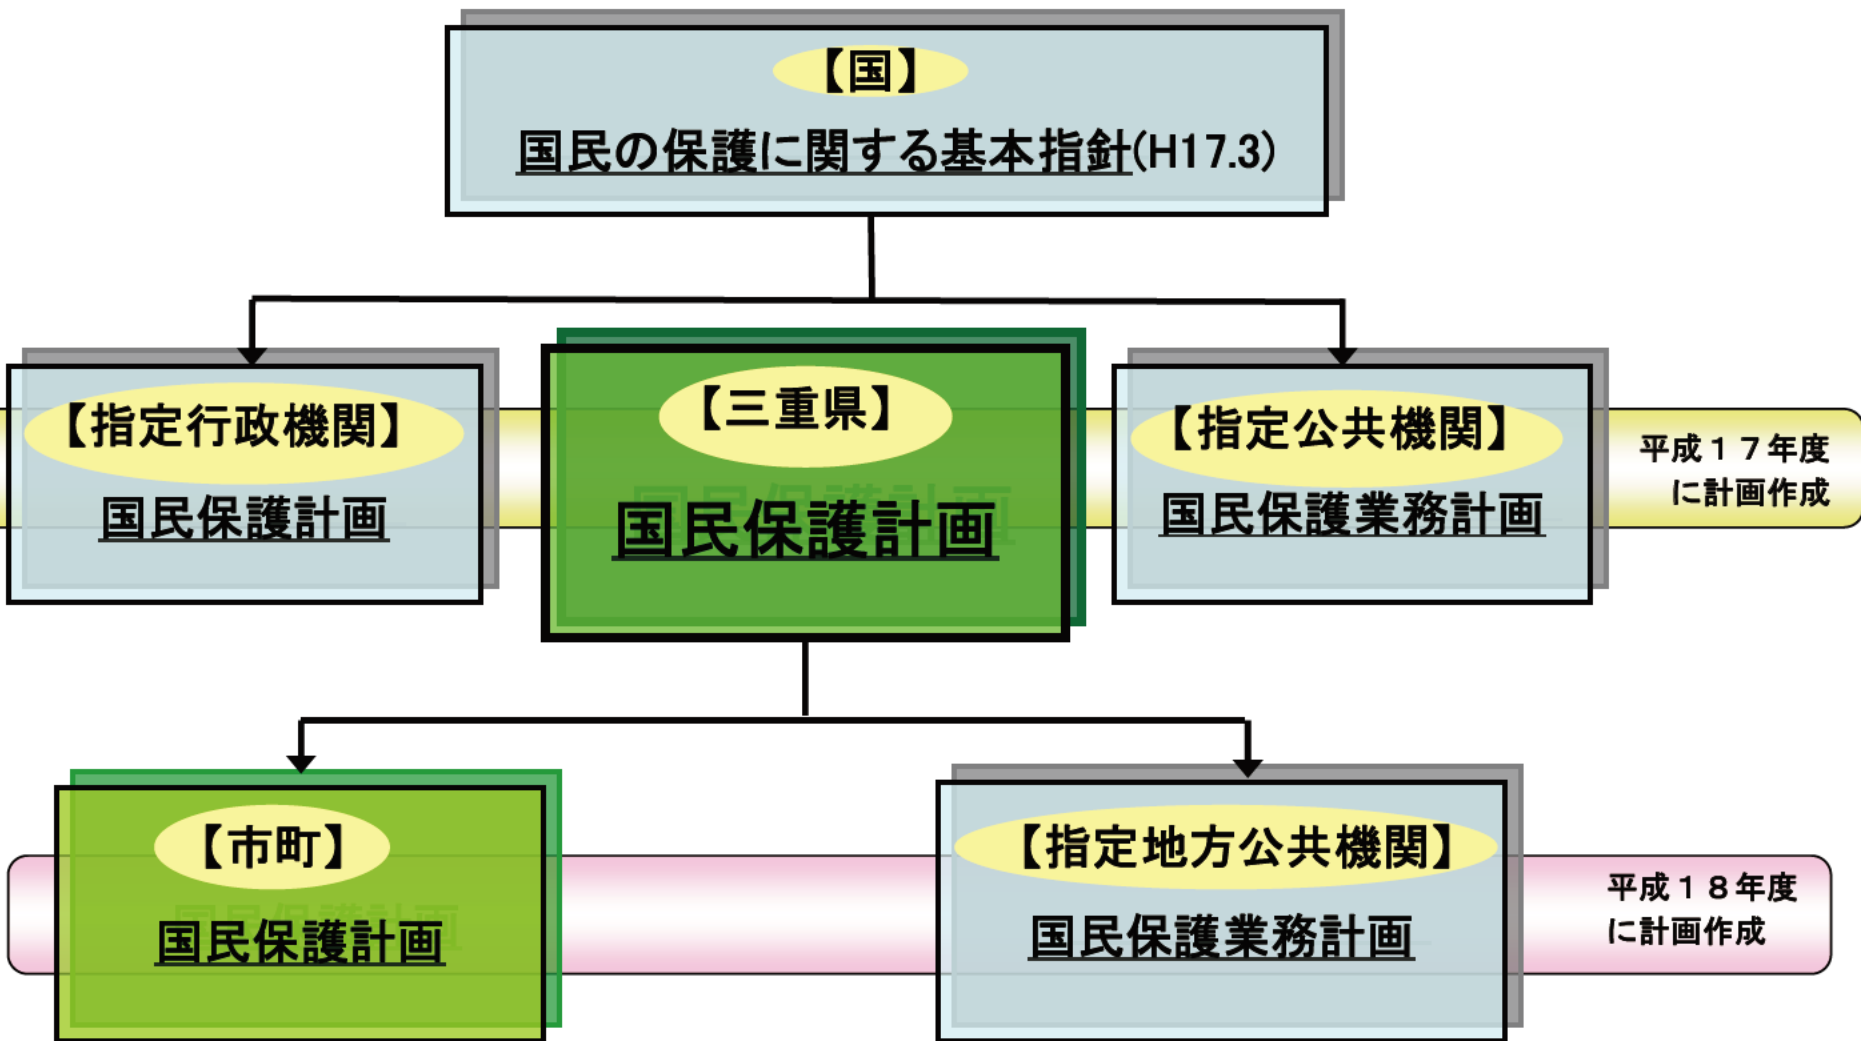 【国】
国民の保護に関する基本指針(H17.3)
【指定行政機関】
国民保護計画
【三重県】
国民保護計画
【指定公共機関】
国民保護業務計画
平成１７年度
に計画作成
【市町】
国民保護計画
【指定地方公共機関】
国民保護業務計画
平成１８年度
に計画作成